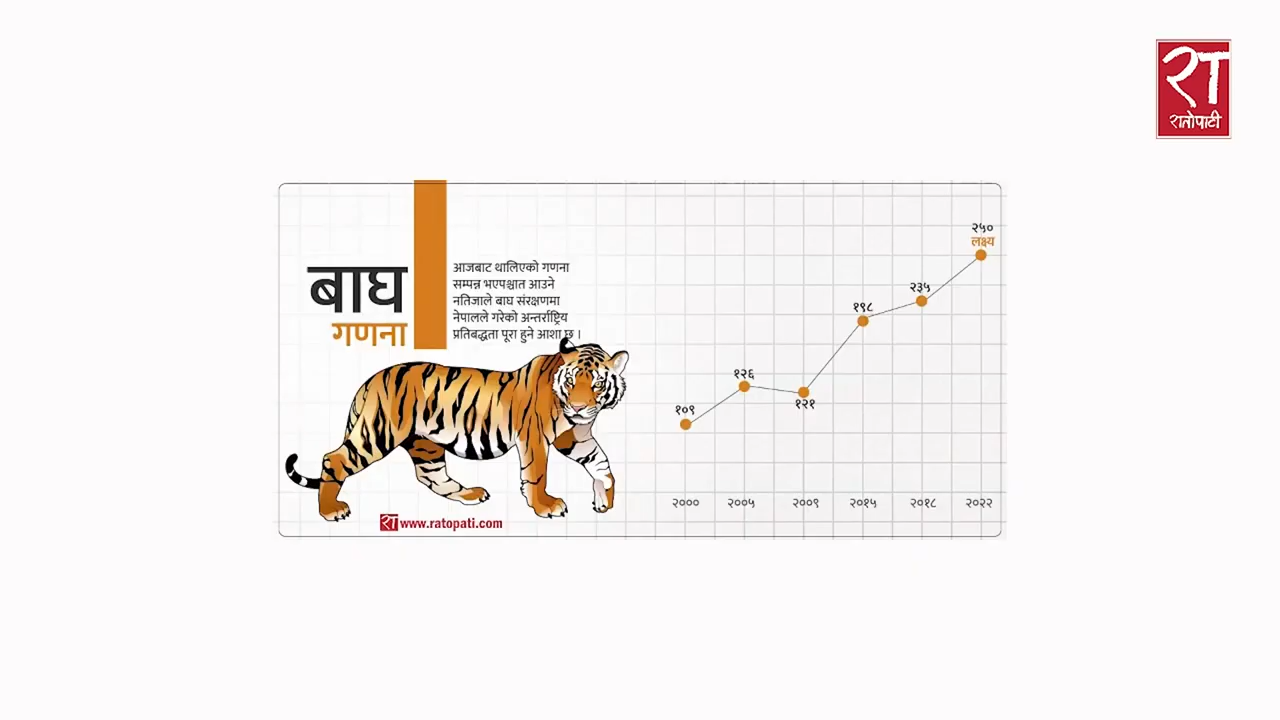 रा
रातोपाटी
बाघ
गणना
आजबाट थालिएको गणना
सम्पन्न भएपश्चात आउने
नतिजाले बाघ संरक्षणमा
नेपालले गरेको अन्तर्राष्ट्रिय
प्रतिबद्धता पूरा हुने आशा छ ।
१०९
१२६
१२१
१९८
२३५
२५०
लक्ष्य
२००० २००५ २००९ २०१५ २०१८ २०२२
रा www.ratopati.com